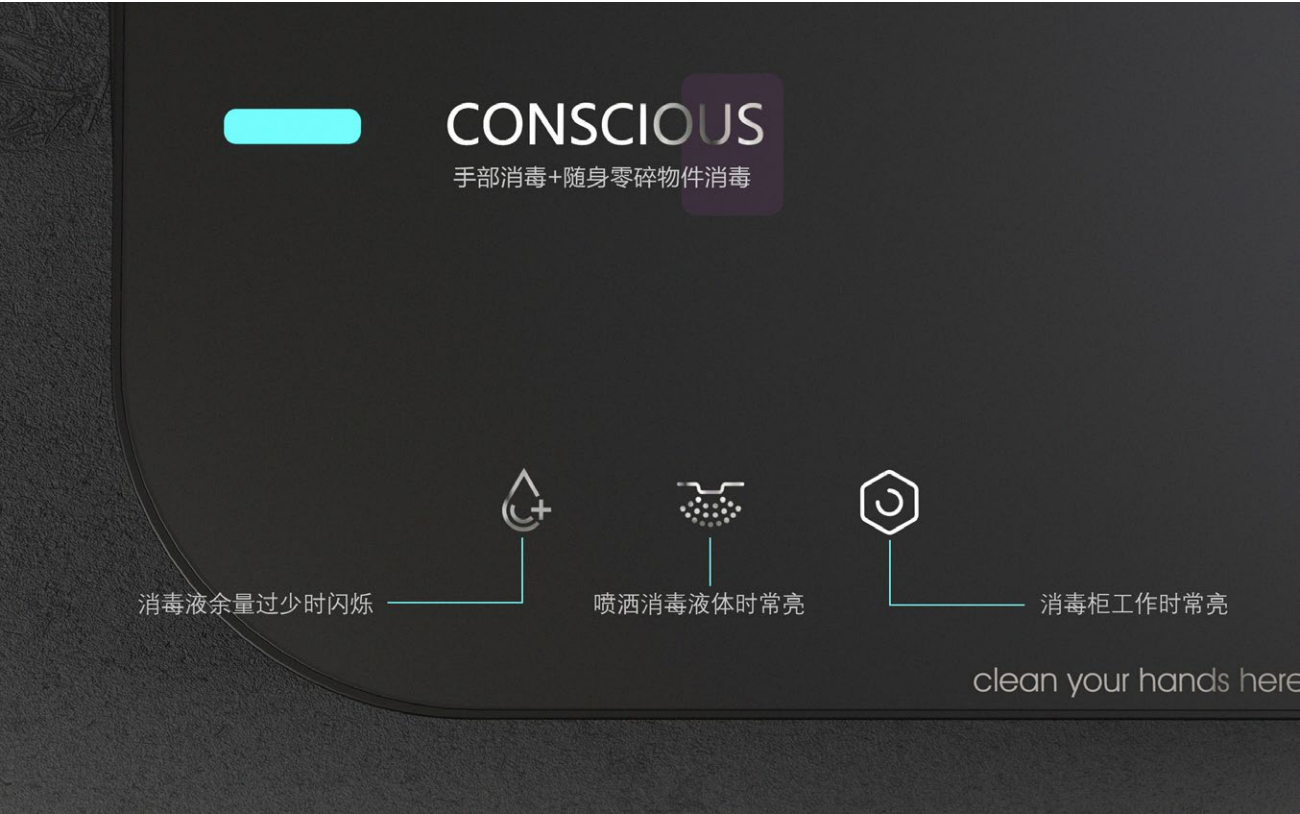 CONSCIOUS
手部消毒+随身零碎物件消毒
消毒液余量过少时闪烁
喷洒消毒液体时常亮
消毒柜工作时常亮
clean your hands here